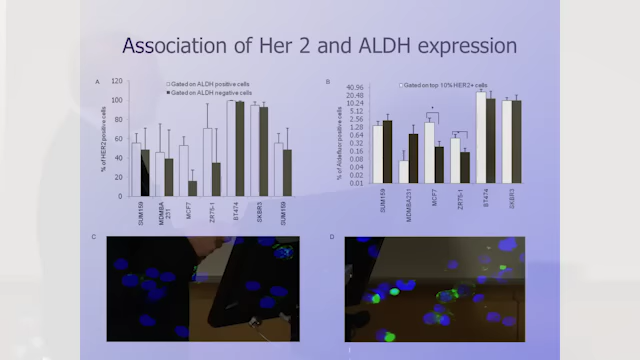 Association of Her 2 and ALDH expression
A
120
100
80
60
40
20
0
% of HER2 positive cells
Gated on ALDH positive cells
Gated on ALDH negative cells
SUM159
MDMBA
231
MCF7
ZR75-1
BT474
SKBR3
SUM159
B
40.96
20.48
10.24
5.12
2.56
1.28
0.64
0.32
0.16
0.08
0.04
0.02
0.01
% of Aldefluor positive cells
Gated on top 10% HER2+ cells
*
SUM159
MDMBA231
MCF7
ZR75-1
BT474
SKBR3
C
D